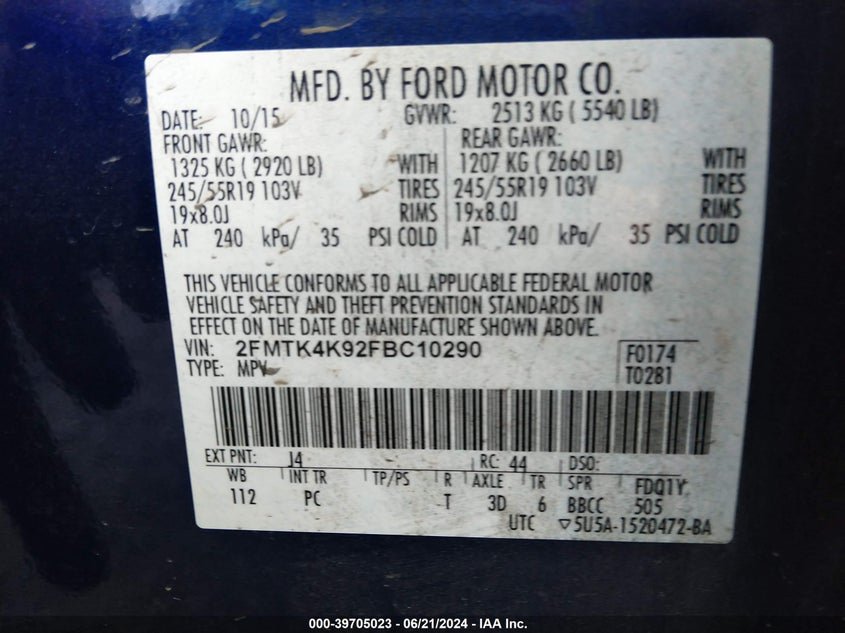 MFD. BY FORD MOTOR CO.
DATE: 10/15 GVWR: 2513 KG ( 5540 LB)
FRONT GAWR: REAR GAWR:
1325 KG ( 2920 LB) WITH 1207 KG ( 2660 LB) WITH
245/55R19 103V TIRES 245/55R19 103V TIRES
19x8.0J RIMS 19x8.0J RIMS
AT 240 kPa/ 35 PSI COLD AT 240 kPa/ 35 PSI COLD
THIS VEHICLE CONFORMS TO ALL APPLICABLE FEDERAL MOTOR
VEHICLE SAFETY AND THEFT PREVENTION STANDARDS IN
EFFECT ON THE DATE OF MANUFACTURE SHOWN ABOVE.
VIN: 2FMTK4K92FBC10290 F0174
TYPE: MPV T0281
EXT PNT: J4 RC: 44 DSO:
WB INT TR TP/PS R AXLE TR SPR FDQ1Y
112 PC T 3D 6 BBCC 505
UTC ▽5U5A-1520472-BA
000-39705023 - 06/21/2024 - IAA Inc.